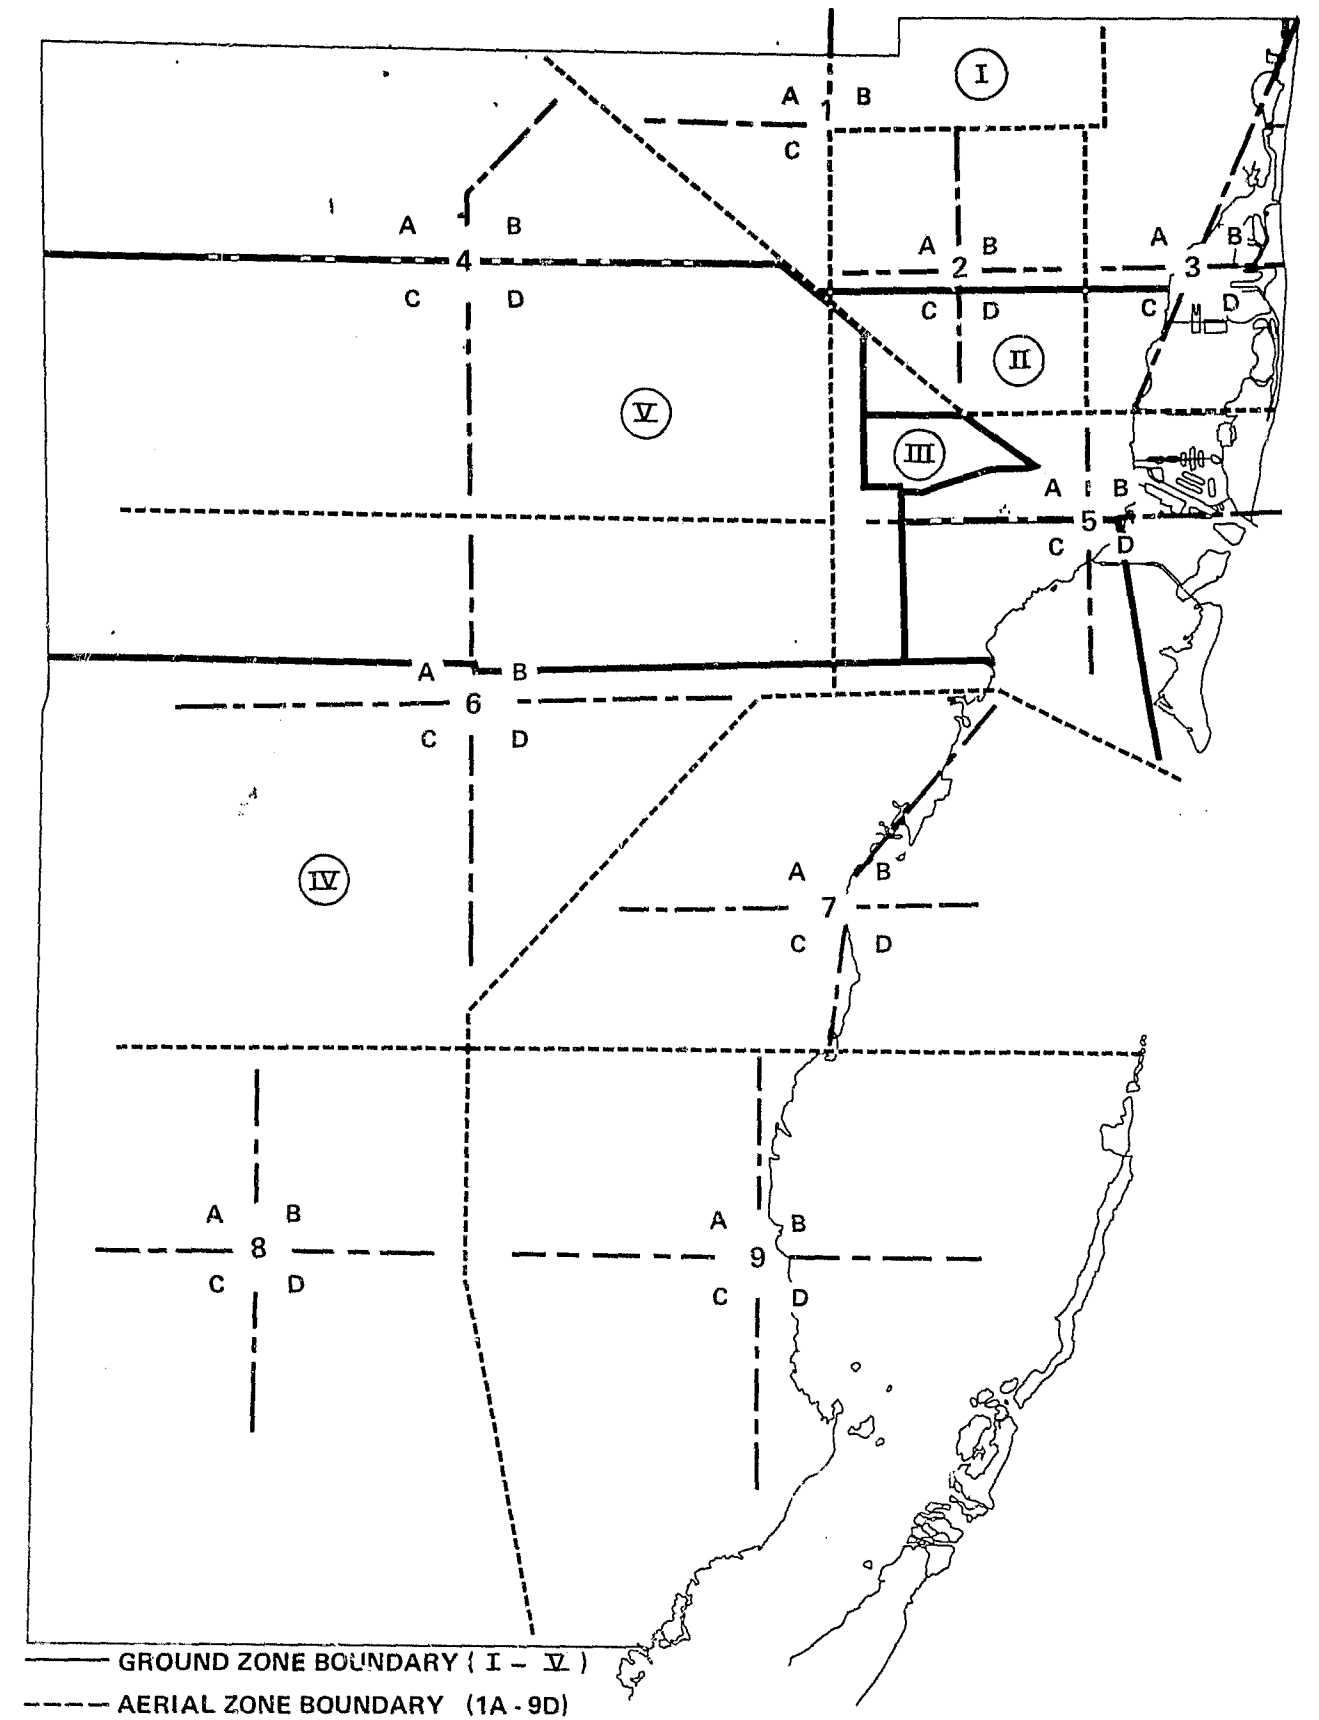 I
A 1 B
C
A B
4
C D
A B
2
C D
A B
3
C D
II
V
III
A B
5
C D
A B
6
C D
IV
A B
7
C D
A B
8
C D
A B
9
C D
GROUND ZONE BOUNDARY ( I - V )
AERIAL ZONE BOUNDARY (1A - 9D)